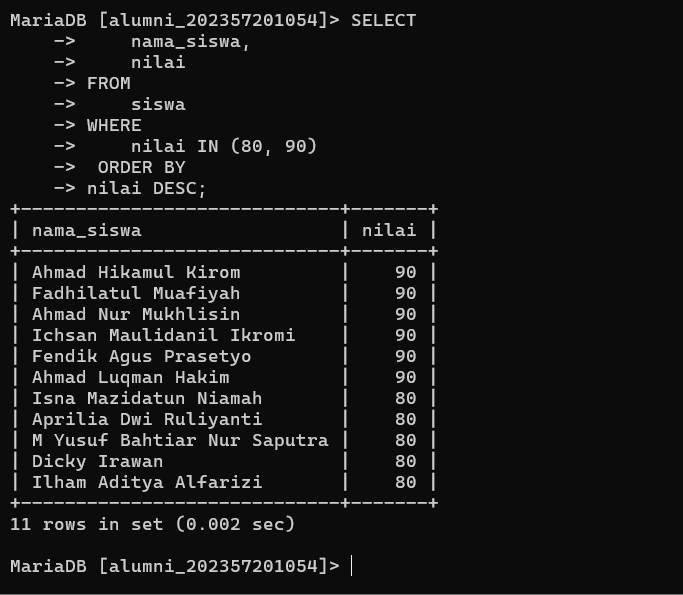 MariaDB [alumni_202357201054]> SELECT
    ->     nama_siswa,
    ->     nilai
    -> FROM
    ->     siswa
    -> WHERE
    ->     nilai IN (80, 90)
    ->  ORDER BY
    -> nilai DESC;
+-----------------------------+-------+
| nama_siswa                  | nilai |
+-----------------------------+-------+
| Ahmad Hikamul Kirom         |    90 |
| Fadhilatul Muafiyah         |    90 |
| Ahmad Nur Mukhlisin         |    90 |
| Ichsan Maulidanil Ikromi    |    90 |
| Fendik Agus Prasetyo        |    90 |
| Ahmad Luqman Hakim          |    90 |
| Isna Mazidatun Niamah       |    80 |
| Aprilia Dwi Ruliyanti       |    80 |
| M Yusuf Bahtiar Nur Saputra |    80 |
| Dicky Irawan                |    80 |
| Ilham Aditya Alfarizi       |    80 |
+-----------------------------+-------+
11 rows in set (0.002 sec)
MariaDB [alumni_202357201054]>